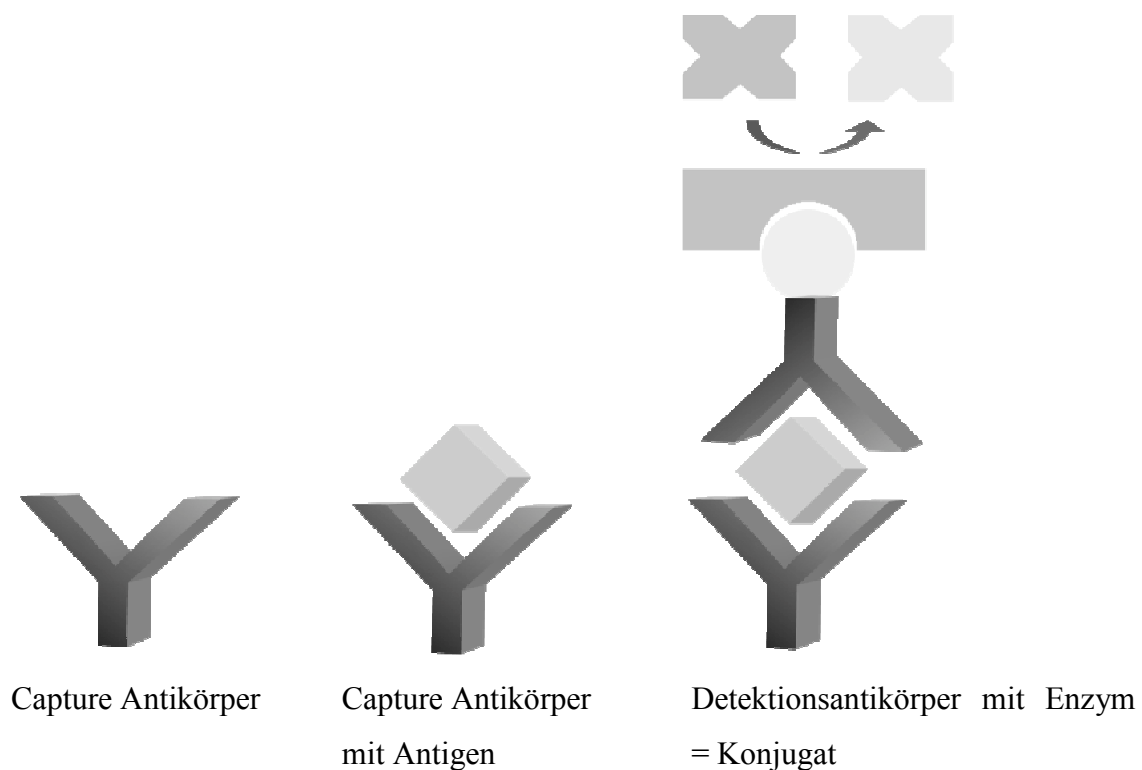 Capture Antikörper
Capture Antikörper
mit Antigen
Detektionsantikörper mit Enzym
= Konjugat